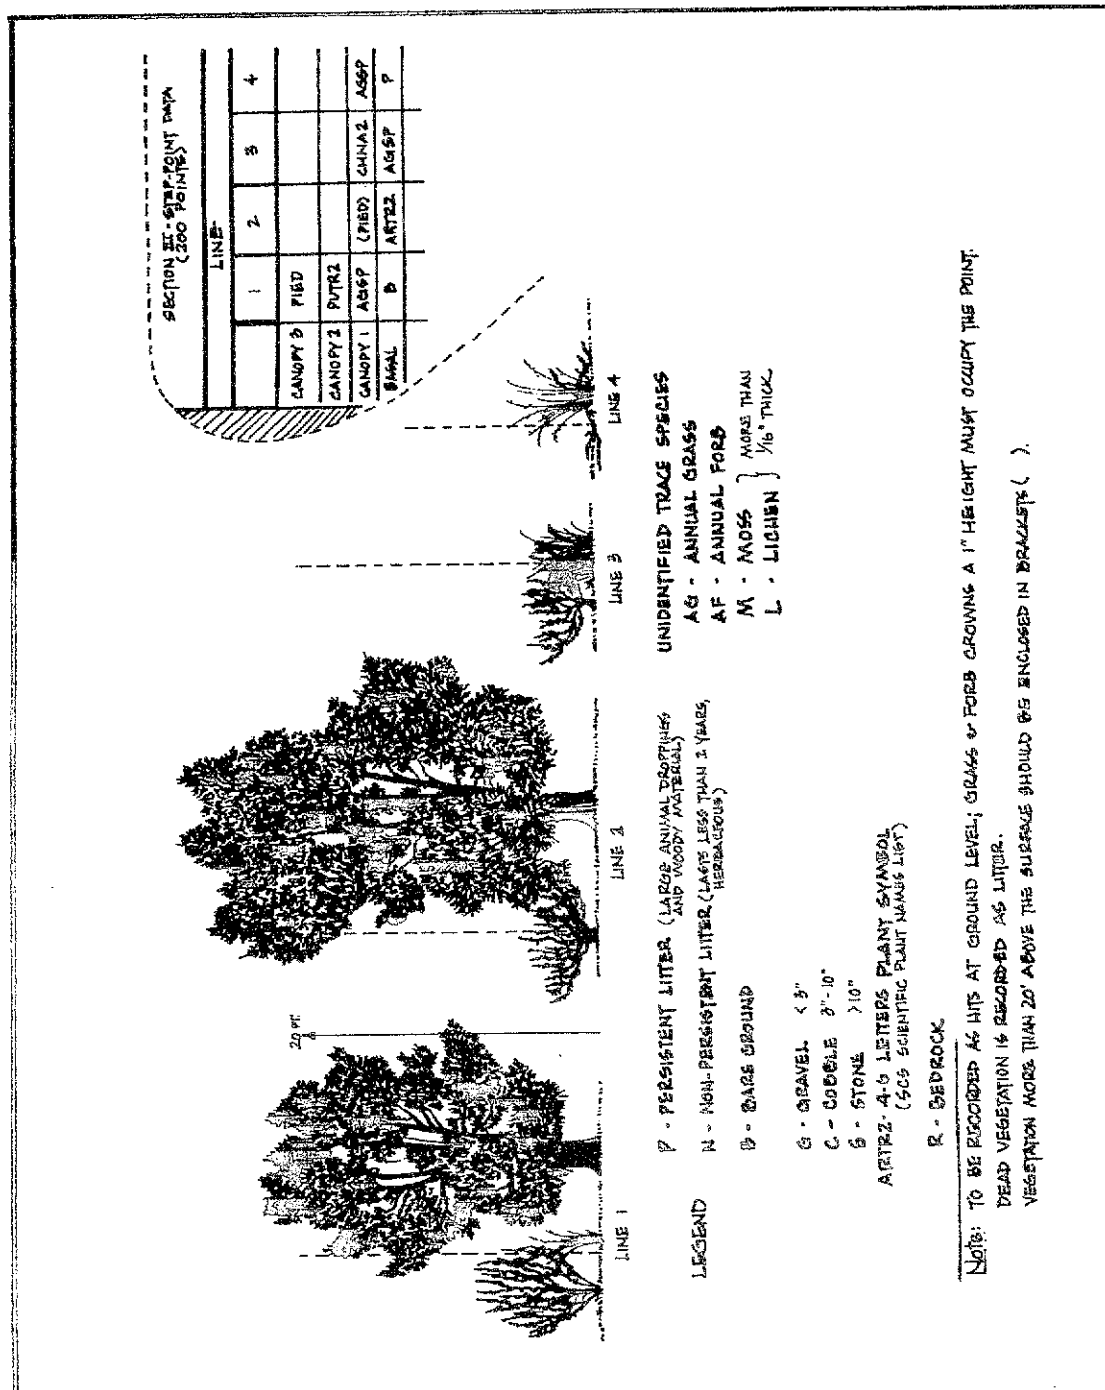 SECTION III - STEP-POINT DATA
(200 POINTS)
LINE
1 2 3 4
CANOPY 3 PIED
CANOPY 2 PUTR2
CANOPY 1 AGSP (PIED) CHNA2 AGSP
BASAL B ARTR2 AGSP P
20 FT.
LINE 1
LINE 2
LINE 3
LINE 4
LEGEND
P - PERSISTENT LITTER (LARGE ANIMAL DROPPINGS
AND WOODY MATERIAL)
N - NON-PERSISTENT LITTER (LASTS LESS THAN 2 YEARS,
HERBACEOUS)
B - BARE GROUND
G - GRAVEL < 3"
C - COBBLE 3"-10"
S - STONE >10"
ARTR2 - 4-6 LETTERS PLANT SYMBOL
(SCS SCIENTIFIC PLANT NAMES LIST)
R - BEDROCK
UNIDENTIFIED TRACE SPECIES
AG - ANNUAL GRASS
AF - ANNUAL FORB
M - MOSS } MORE THAN
L - LICHEN } 1/16" THICK
NOTE: TO BE RECORDED AS HITS AT GROUND LEVEL; GRASS & FORB CROWNS A 1" HEIGHT MUST OCCUPY THE POINT.
DEAD VEGETATION IS RECORDED AS LITTER.
VEGETATION MORE THAN 20' ABOVE THE SURFACE SHOULD BE ENCLOSED IN BRACKETS ( ).